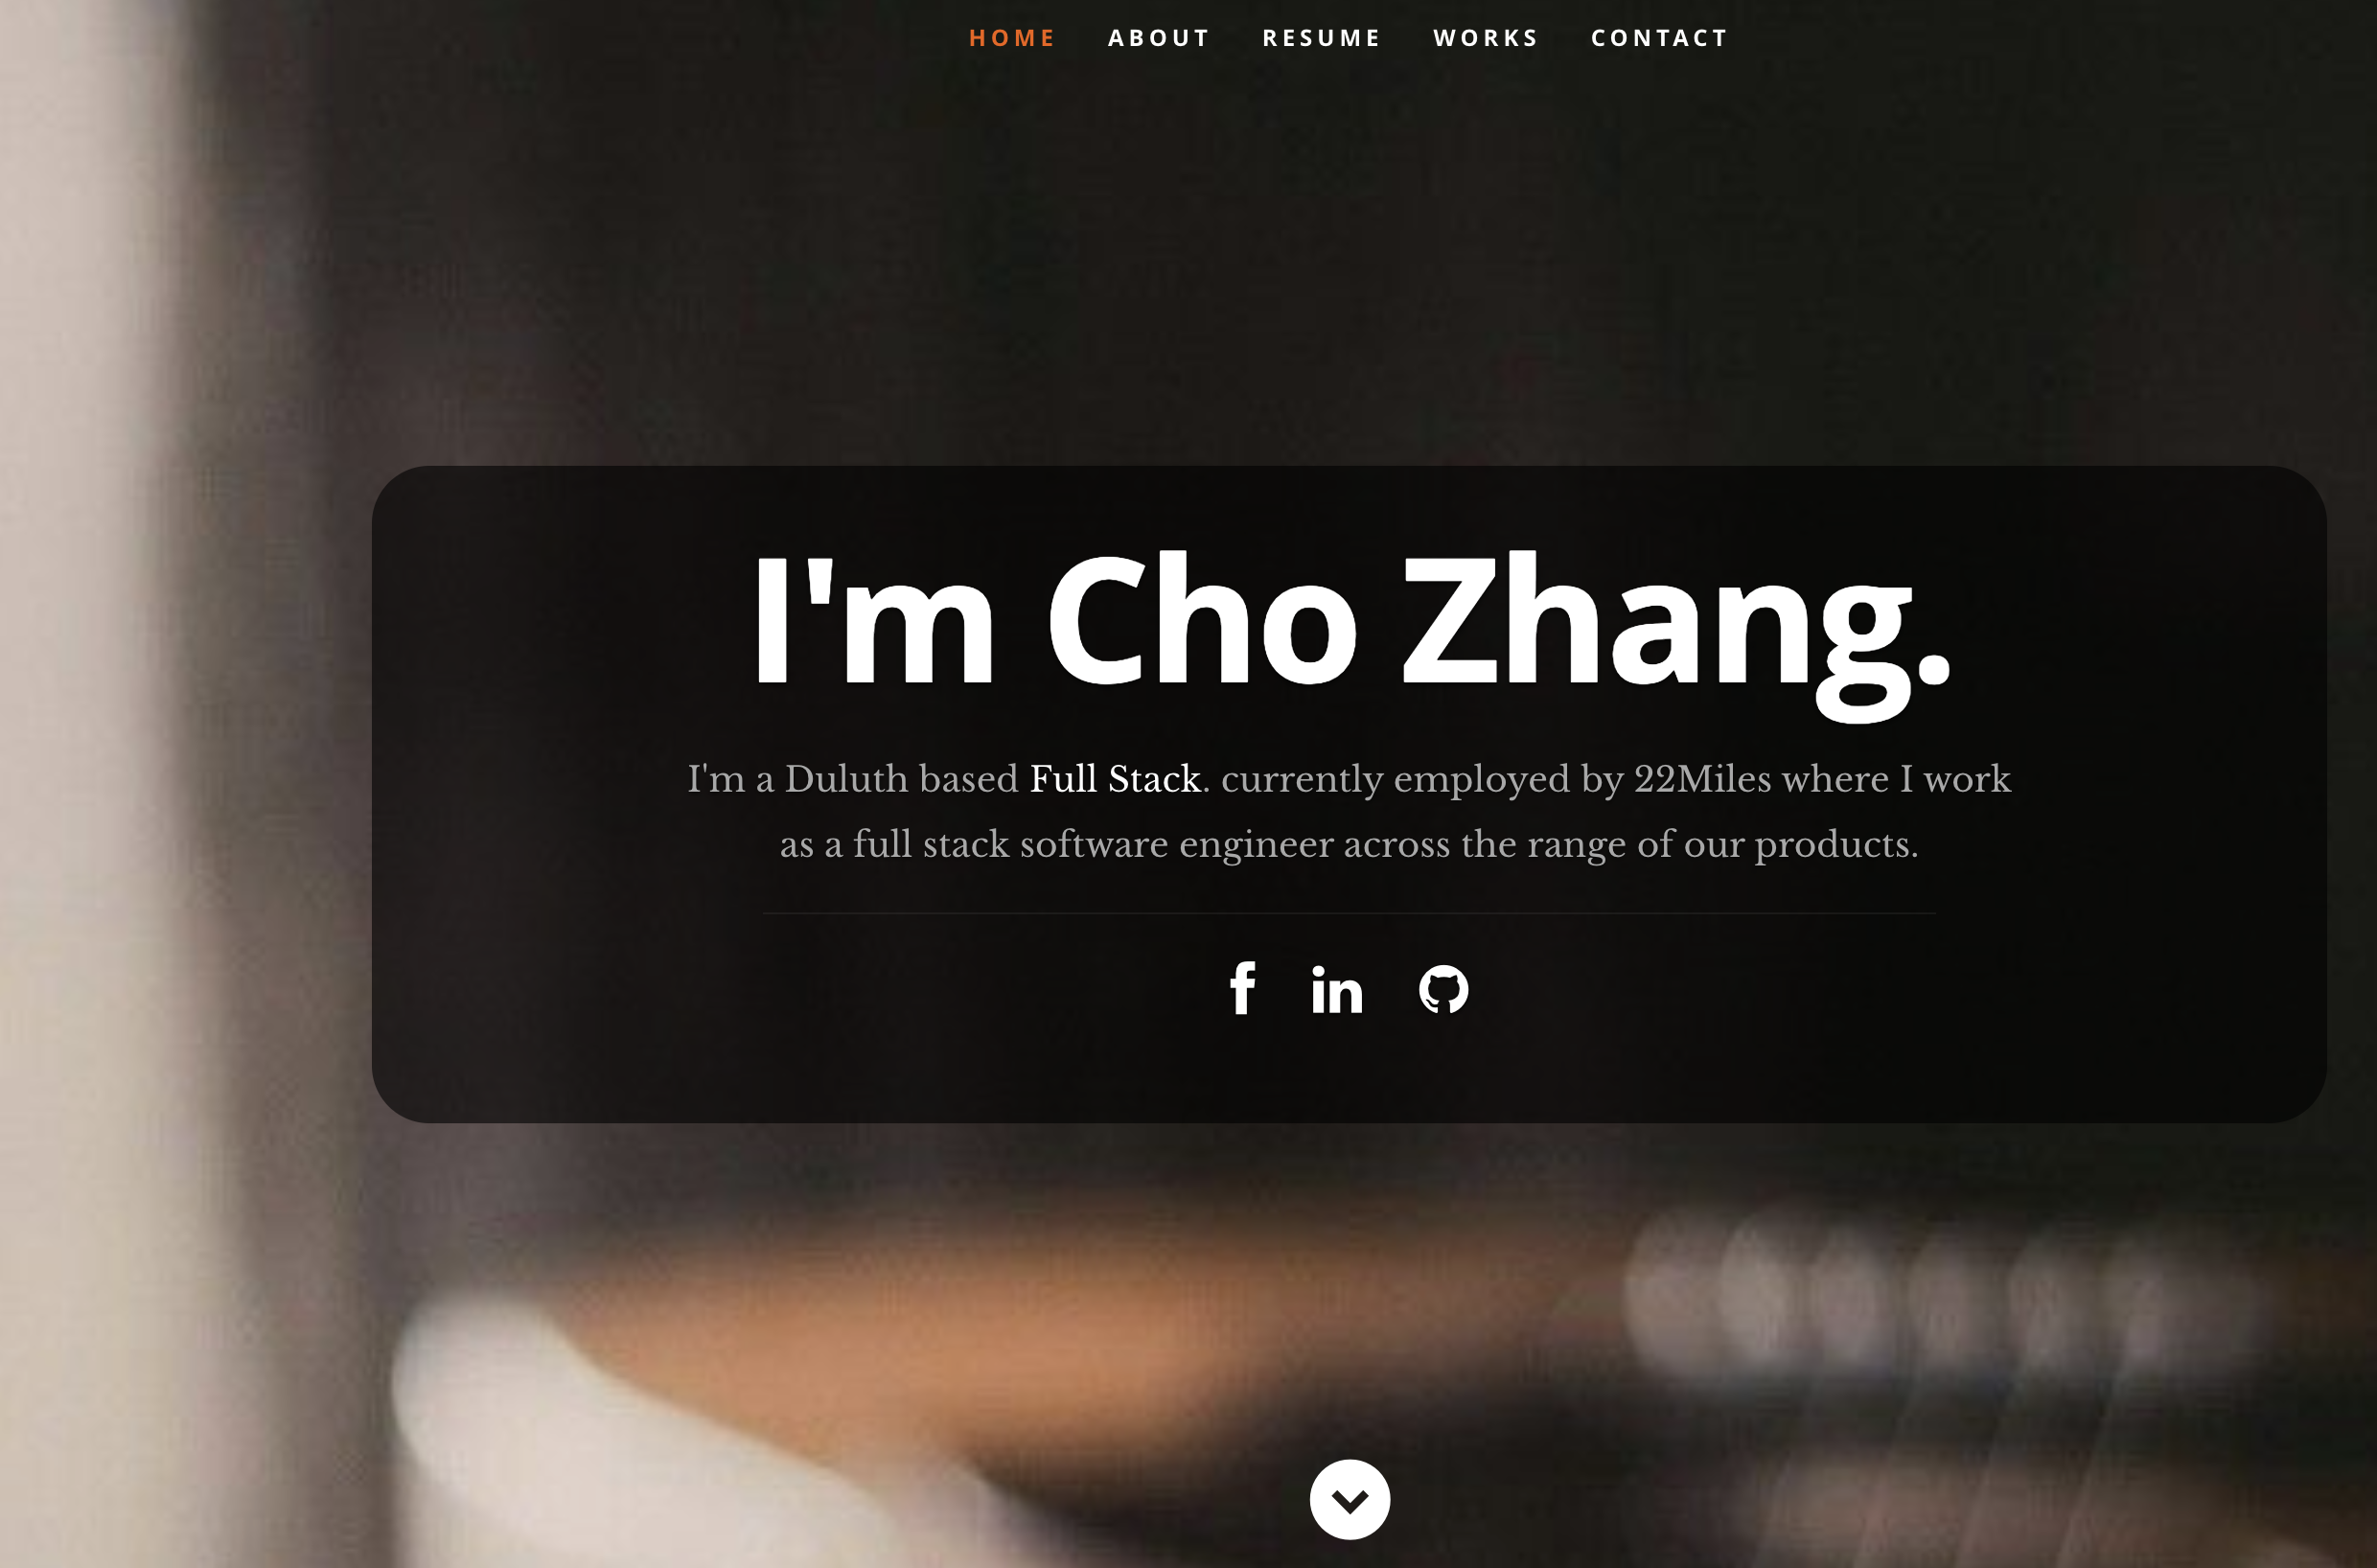 HOME ABOUT RESUME WORKS CONTACT
I'm Cho Zhang.
I'm a Duluth based Full Stack. currently employed by 22Miles where I work
as a full stack software engineer across the range of our products.